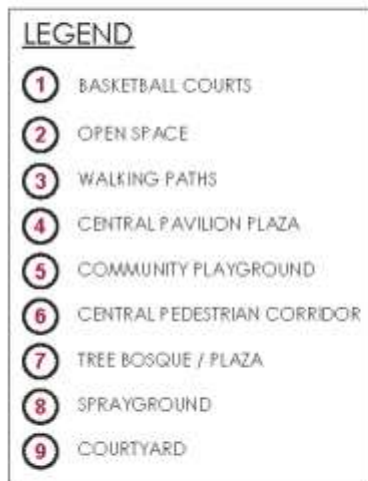 LEGEND
1 BASKETBALL COURTS
2 OPEN SPACE
3 WALKING PATHS
4 CENTRAL PAVILION PLAZA
5 COMMUNITY PLAYGROUND
6 CENTRAL PEDESTRIAN CORRIDOR
7 TREE BOSQUE / PLAZA
8 SPRAYGROUND
9 COURTYARD